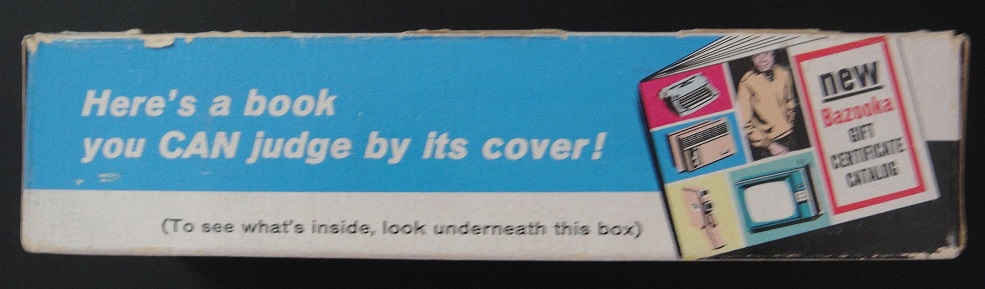 Here's a book
you CAN judge by its cover!
(To see what's inside, look underneath this box)
new
Bazooka
GIFT
CERTIFICATE
CATALOG